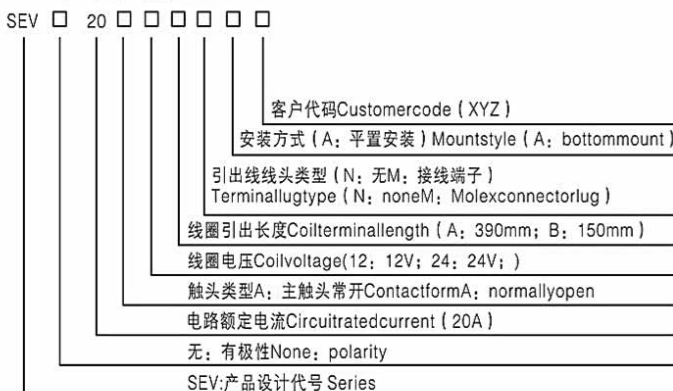 SEV □ 20 □ □ □ □ □ □
客户代码Customercode（XYZ）
安装方式（A：平置安装）Mountstyle（A：bottommount）
引出线线头类型（N：无M：接线端子）
Terminallugtype（N：noneM：Molexconnectorlug）
线圈引出长度Coilterminallength（A：390mm；B：150mm）
线圈电压Coilvoltage(12：12V；24：24V；)
触头类型A：主触头常开ContactformA：normallyopen
电路额定电流Circuitratedcurrent（20A）
无：有极性None：polarity
SEV:产品设计代号 Series